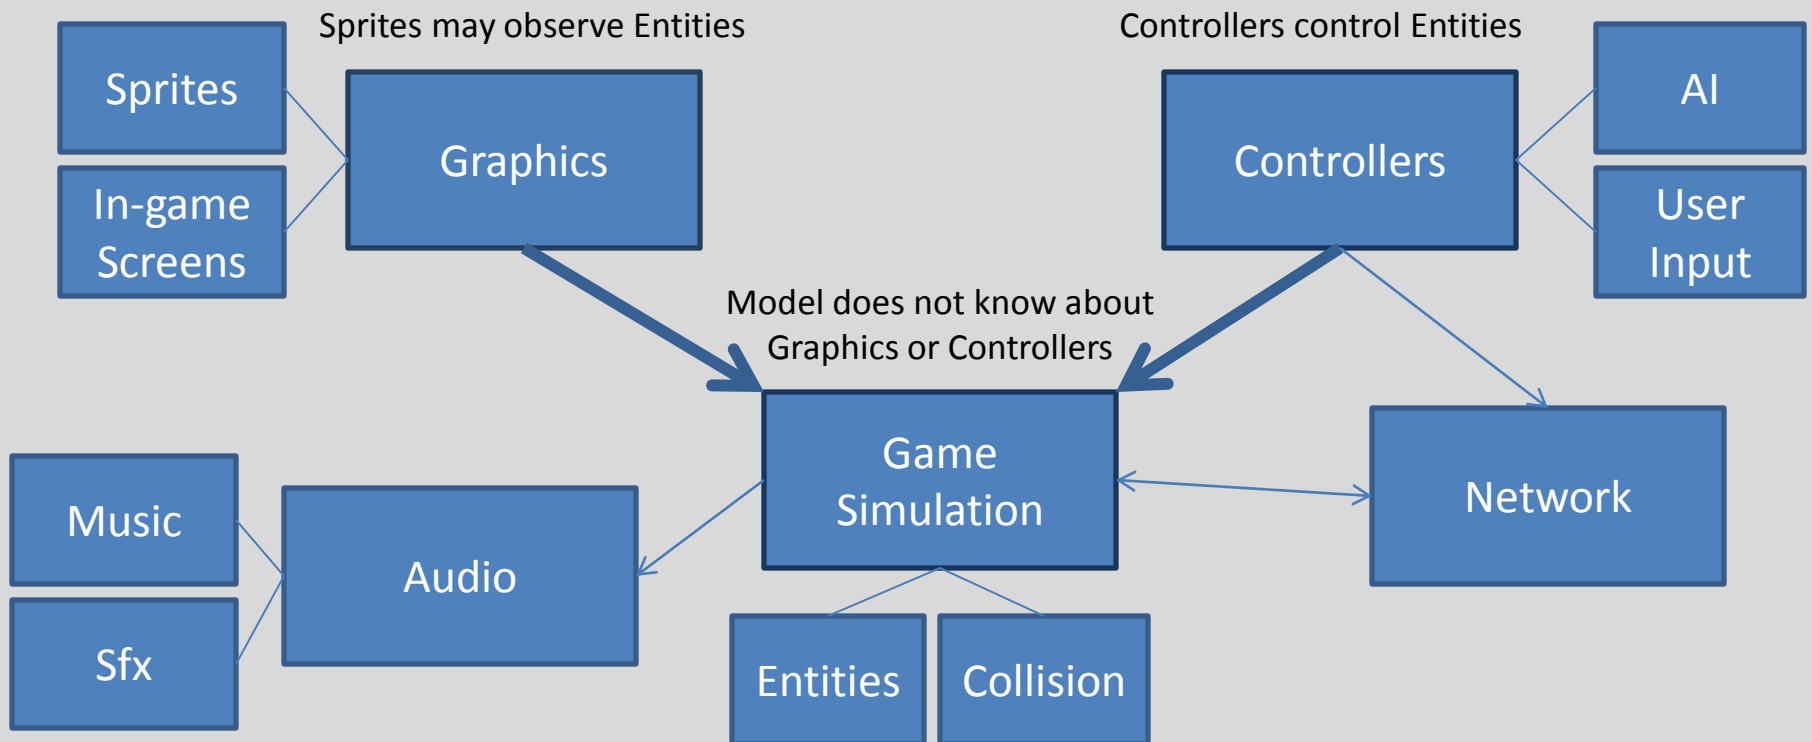 Sprites may observe Entities
Controllers control Entities
Sprites
Graphics
In-game
Screens
Controllers
AI
User
Input
Model does not know about
Graphics or Controllers
Game
Simulation
Network
Music
Audio
Sfx
Entities
Collision